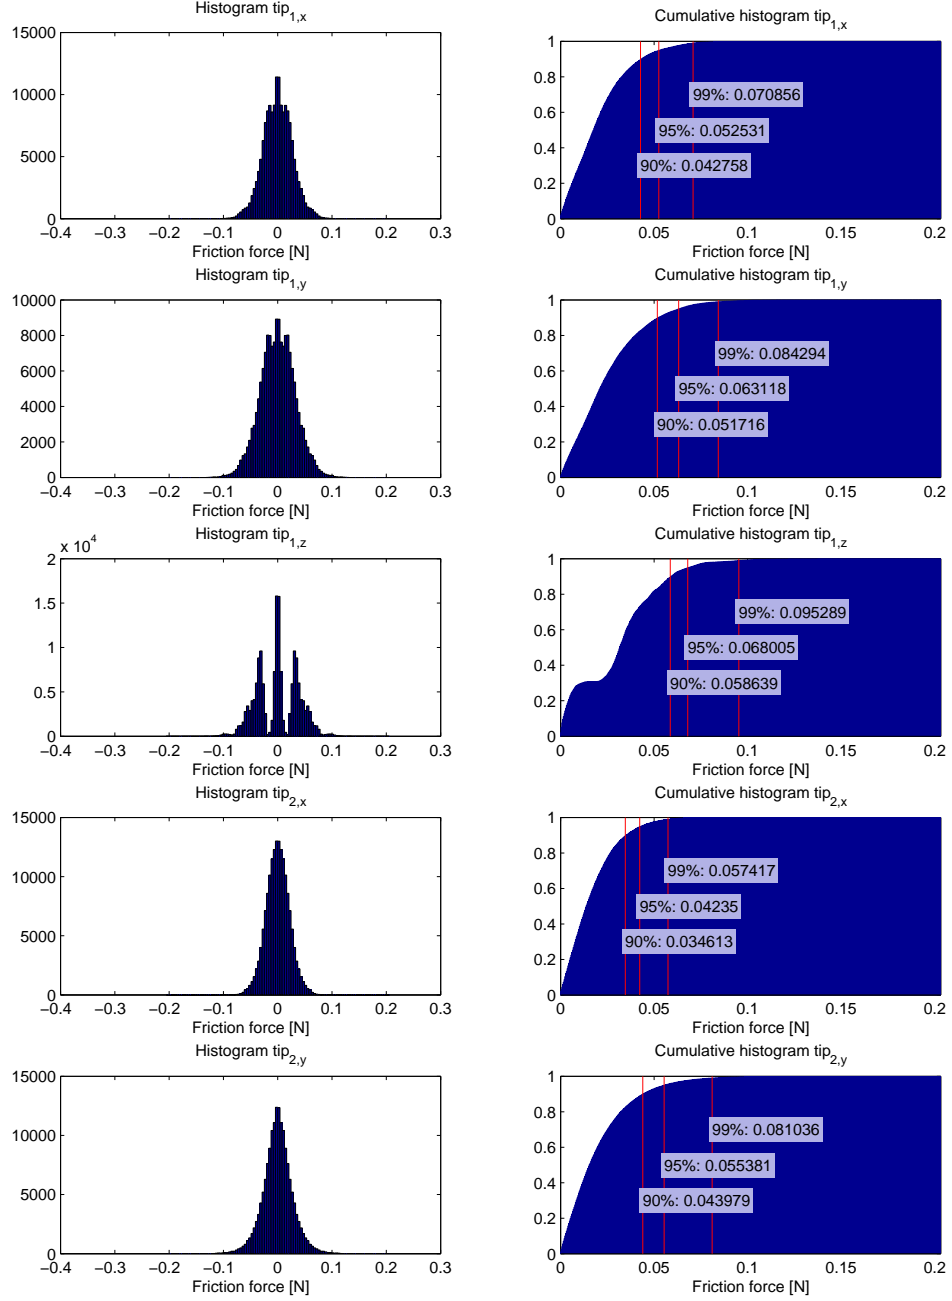 Histogram tip1,x
15000
10000
5000
0
−0.4 −0.3 −0.2 −0.1 0 0.1 0.2 0.3
Friction force [N]
Cumulative histogram tip1,x
1
0.8
0.6
0.4
0.2
0
99%: 0.070856
95%: 0.052531
90%: 0.042758
0 0.05 0.1 0.15 0.2
Friction force [N]
Histogram tip1,y
10000
8000
6000
4000
2000
0
−0.4 −0.3 −0.2 −0.1 0 0.1 0.2 0.3
Friction force [N]
Cumulative histogram tip1,y
1
0.8
0.6
0.4
0.2
0
99%: 0.084294
95%: 0.063118
90%: 0.051716
0 0.05 0.1 0.15 0.2
Friction force [N]
Histogram tip1,z
x 10^4
2
1.5
1
0.5
0
−0.4 −0.3 −0.2 −0.1 0 0.1 0.2 0.3
Friction force [N]
Cumulative histogram tip1,z
1
0.8
0.6
0.4
0.2
0
99%: 0.095289
95%: 0.068005
90%: 0.058639
0 0.05 0.1 0.15 0.2
Friction force [N]
Histogram tip2,x
15000
10000
5000
0
−0.4 −0.3 −0.2 −0.1 0 0.1 0.2 0.3
Friction force [N]
Cumulative histogram tip2,x
1
0.8
0.6
0.4
0.2
0
99%: 0.057417
95%: 0.04235
90%: 0.034613
0 0.05 0.1 0.15 0.2
Friction force [N]
Histogram tip2,y
15000
10000
5000
0
−0.4 −0.3 −0.2 −0.1 0 0.1 0.2 0.3
Friction force [N]
Cumulative histogram tip2,y
1
0.8
0.6
0.4
0.2
0
99%: 0.081036
95%: 0.055381
90%: 0.043979
0 0.05 0.1 0.15 0.2
Friction force [N]